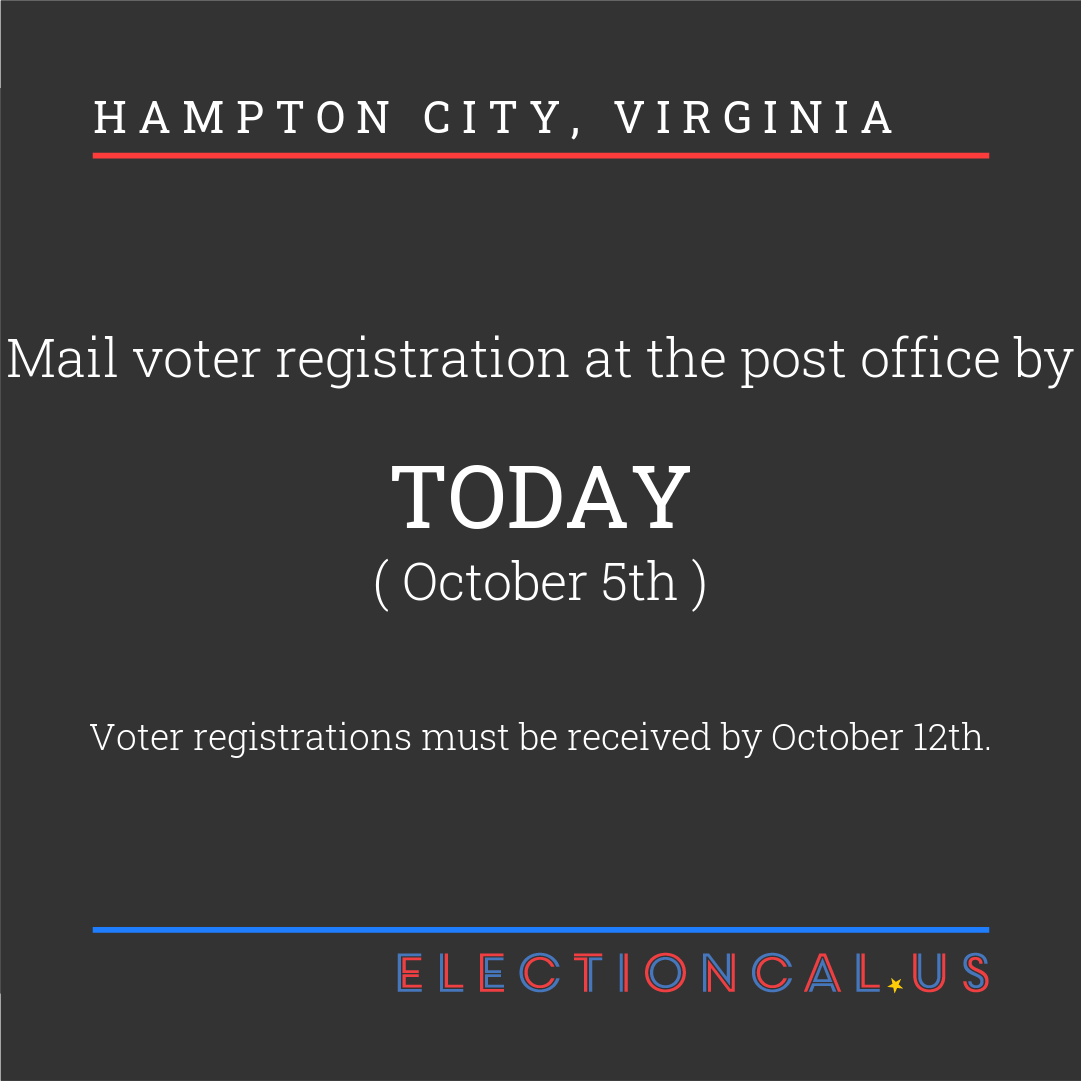 HAMPTON CITY, VIRGINIA
Mail voter registration at the post office by
TODAY
( October 5th )
Voter registrations must be received by October 12th.
ELECTIONCAL.US